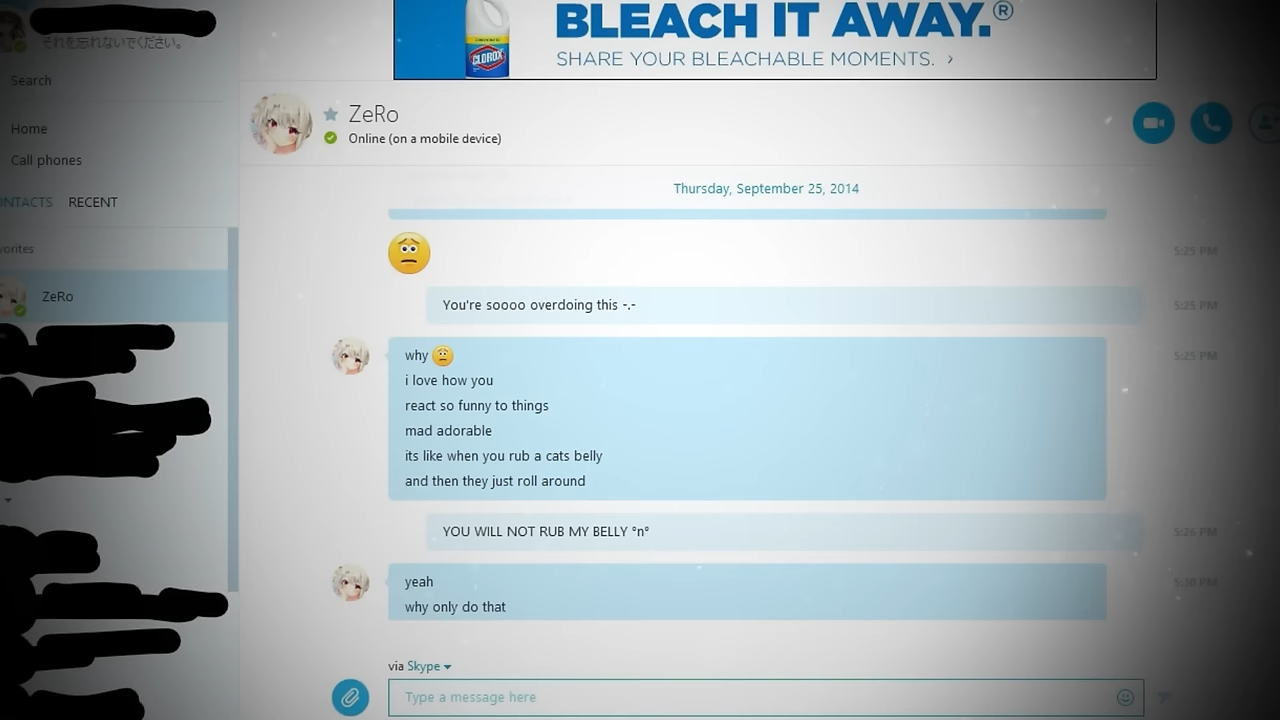 BLEACH IT AWAY.®
SHARE YOUR BLEACHABLE MOMENTS. ›
CLOROX
それを忘れないでください。
Search
Home
Call phones
ONTACTS RECENT
vorites
ZeRo
ZeRo
Online (on a mobile device)
Thursday, September 25, 2014
5:25 PM
You're soooo overdoing this -.-
5:25 PM
why
5:25 PM
i love how you
react so funny to things
mad adorable
its like when you rub a cats belly
and then they just roll around
YOU WILL NOT RUB MY BELLY °n°
5:26 PM
yeah
5:30 PM
why only do that
via Skype
Type a message here